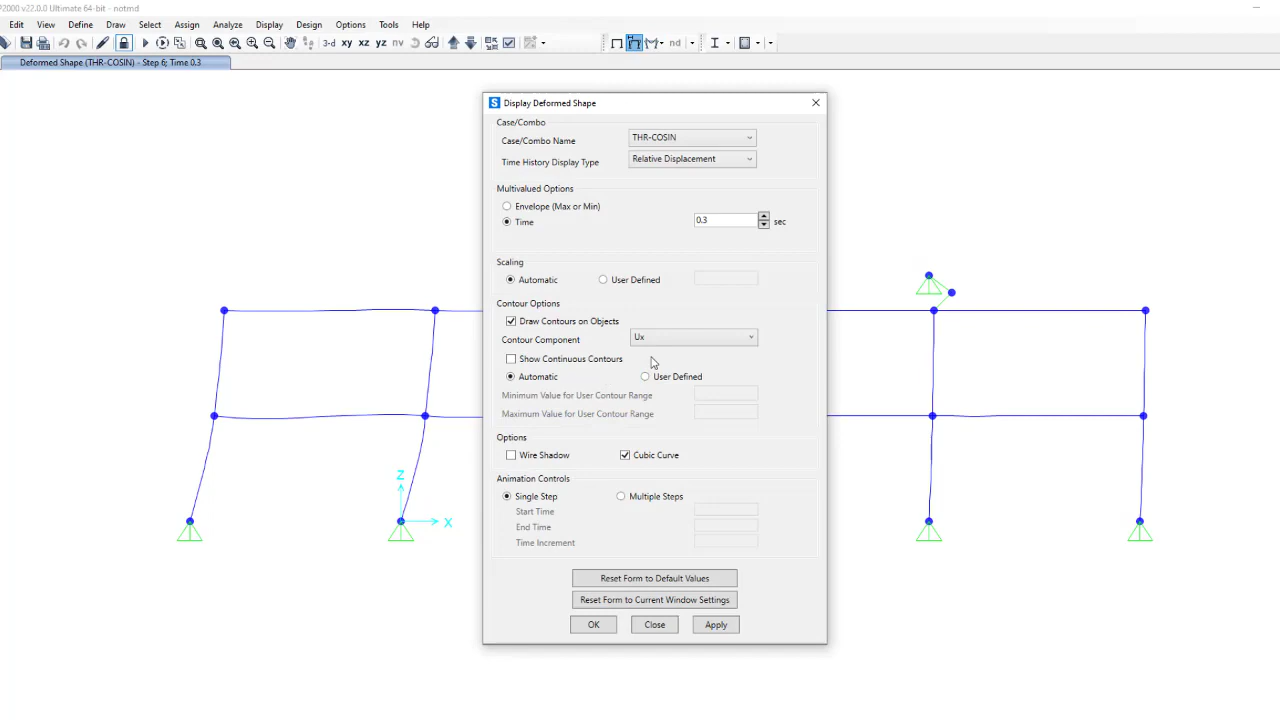 P2000 v22.0.0 Ultimate 64-bit - notmd
Edit View Define Draw Select Assign Analyze Display Design Options Tools Help
3-d xy xz yz nv nd
Deformed Shape (THR-COSIN) - Step 6; Time 0.3
S Display Deformed Shape
Case/Combo
Case/Combo Name THR-COSIN
Time History Display Type Relative Displacement
Multivalued Options
Envelope (Max or Min)
Time 0.3 sec
Scaling
Automatic User Defined
Contour Options
Draw Contours on Objects
Contour Component Ux
Show Continuous Contours
Automatic User Defined
Minimum Value for User Contour Range
Maximum Value for User Contour Range
Options
Wire Shadow Cubic Curve
Animation Controls
Single Step Multiple Steps
Start Time
End Time
Time Increment
Reset Form to Default Values
Reset Form to Current Window Settings
OK Close Apply
Z
X